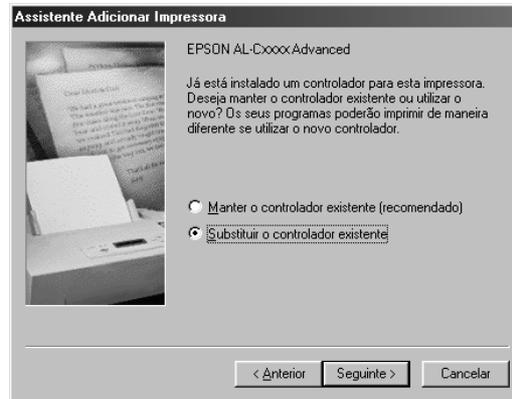 Assistente Adicionar Impressora
EPSON AL-Cxxxx Advanced
Já está instalado um controlador para esta impressora.
Deseja manter o controlador existente ou utilizar o
novo? Os seus programas poderão imprimir de maneira
diferente se utilizar o novo controlador.
Manter o controlador existente (recomendado)
Substituir o controlador existente
< Anterior
Seguinte >
Cancelar